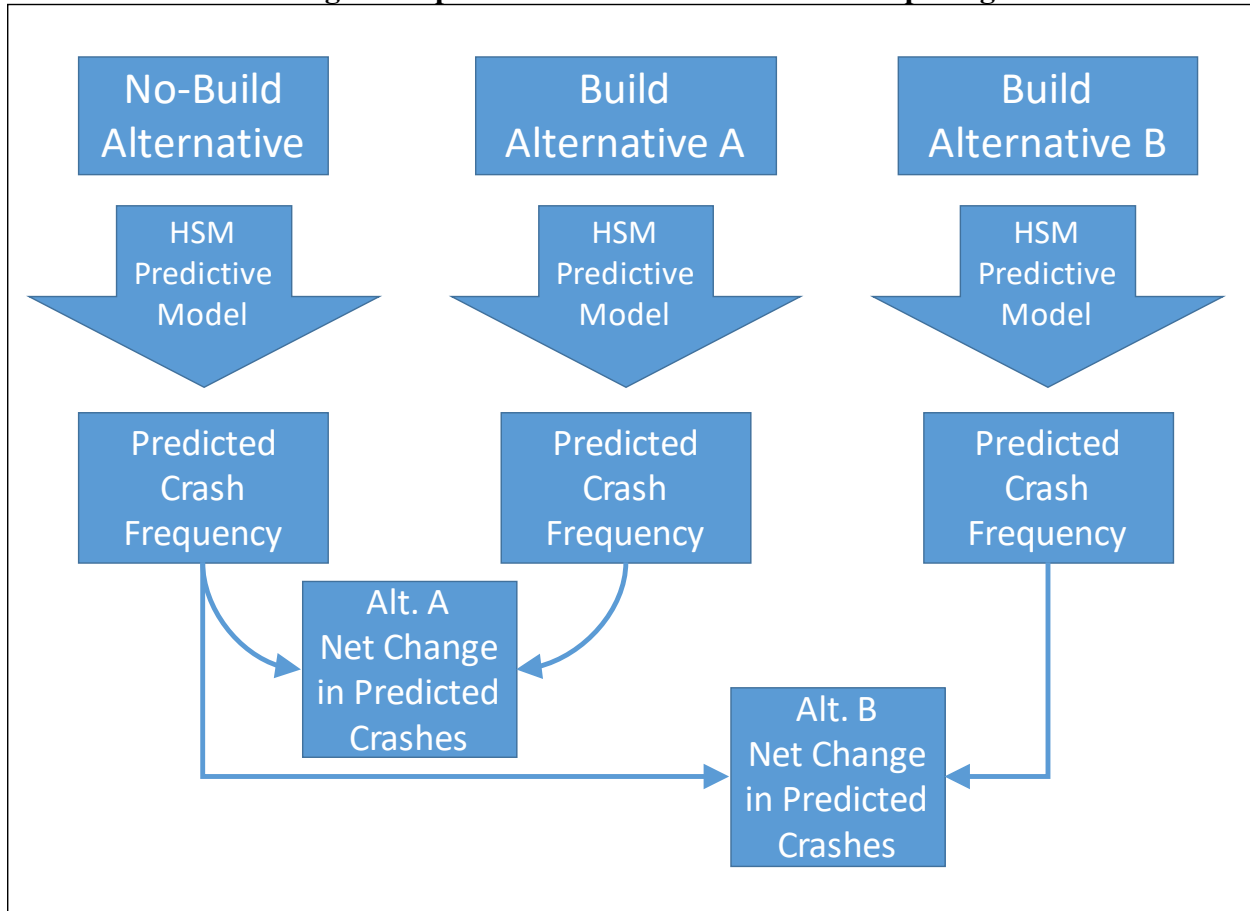 No-Build
Alternative
Build
Alternative A
Build
Alternative B
HSM
Predictive
Model
HSM
Predictive
Model
HSM
Predictive
Model
Predicted
Crash
Frequency
Predicted
Crash
Frequency
Predicted
Crash
Frequency
Alt. A
Net Change
in Predicted
Crashes
Alt. B
Net Change
in Predicted
Crashes